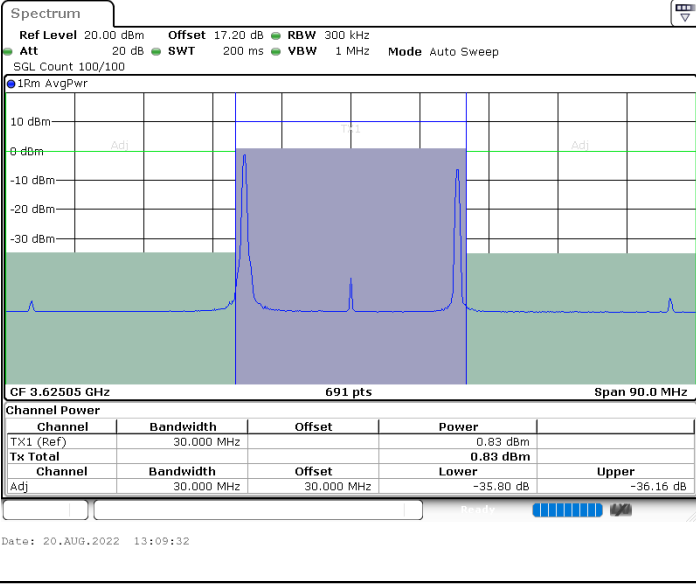 Spectrum
Ref Level 20.00 dBm Offset 17.20 dB RBW 300 kHz
Att 20 dB SWT 200 ms VBW 1 MHz Mode Auto Sweep
SGL Count 100/100
1Rm AvgPwr
10 dBm
TX1
Adj Adj
0 dBm
-10 dBm
-20 dBm
-30 dBm
CF 3.62505 GHz 691 pts Span 90.0 MHz
Channel Power
Channel Bandwidth Offset Power
TX1 (Ref) 30.000 MHz 0.83 dBm
Tx Total 0.83 dBm
Channel Bandwidth Offset Lower Upper
Adj 30.000 MHz 30.000 MHz -35.80 dB -36.16 dB
Ready
Date: 20.AUG.2022 13:09:32